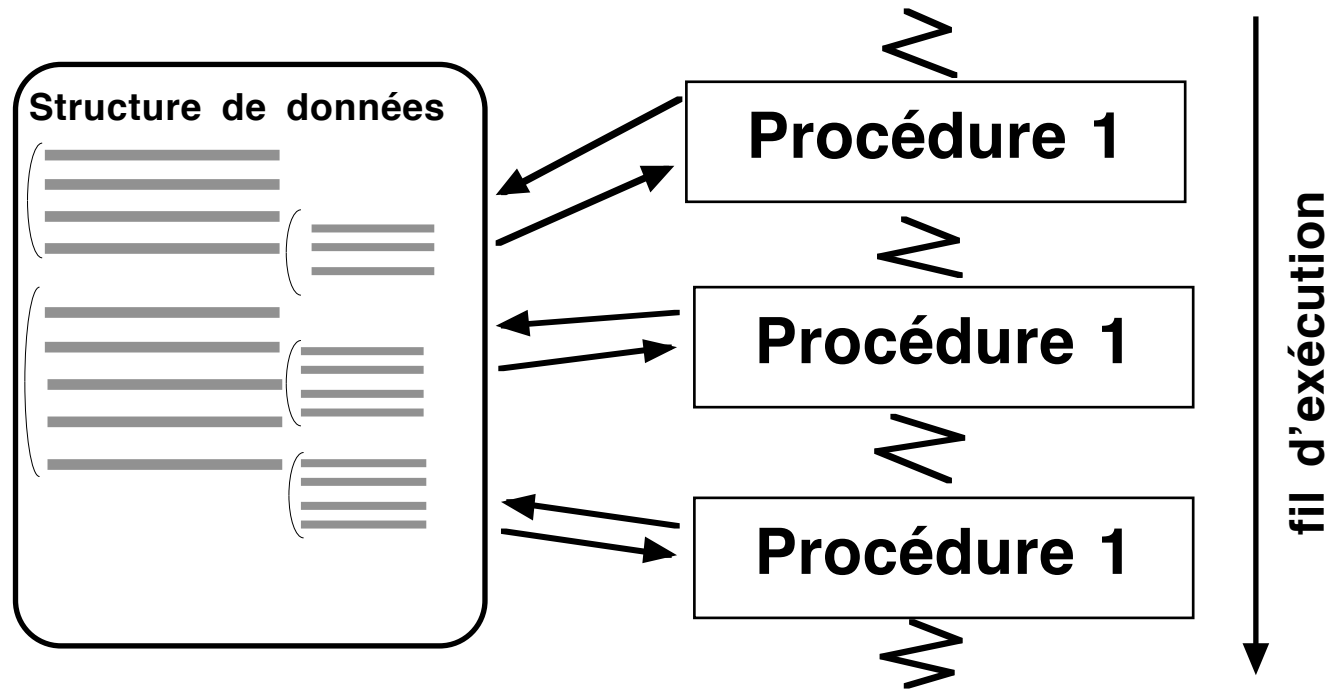 Structure de données
Procédure 1
Procédure 1
Procédure 1
fil d'exécution